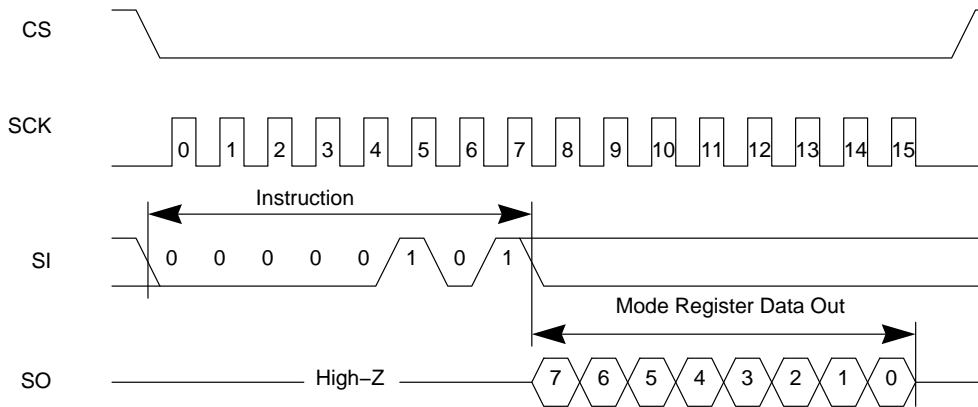 CS
SCK
0 1 2 3 4 5 6 7 8 9 10 11 12 13 14 15
Instruction
SI
0 0 0 0 0 1 0 1
Mode Register Data Out
SO
High−Z
7 6 5 4 3 2 1 0